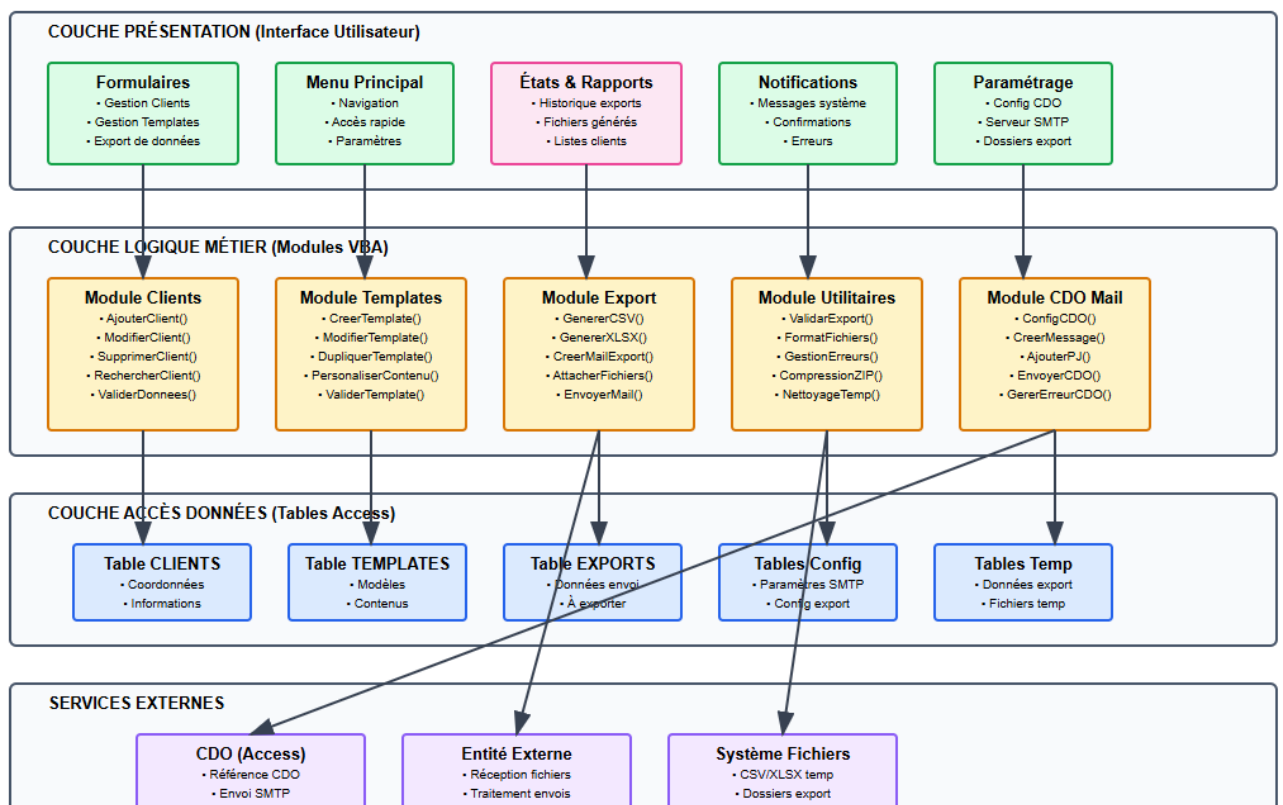 COUCHE PRÉSENTATION (Interface Utilisateur)
Formulaires
• Gestion Clients
• Gestion Templates
• Export de données
Menu Principal
• Navigation
• Accès rapide
• Paramètres
États & Rapports
• Historique exports
• Fichiers générés
• Listes clients
Notifications
• Messages système
• Confirmations
• Erreurs
Paramétrage
• Config CDO
• Serveur SMTP
• Dossiers export
COUCHE LOGIQUE MÉTIER (Modules VBA)
Module Clients
• AjouterClient()
• ModifierClient()
• SupprimerClient()
• RechercherClient()
• ValiderDonnees()
Module Templates
• CreerTemplate()
• ModifierTemplate()
• DupliquerTemplate()
• PersonaliserContenu()
• ValiderTemplate()
Module Export
• GenererCSV()
• GenererXLSX()
• CreerMailExport()
• AttacherFichiers()
• EnvoyerMail()
Module Utilitaires
• ValidarExport()
• FormatFichiers()
• GestionErreurs()
• CompressionZIP()
• NettoyageTemp()
Module CDO Mail
• ConfigCDO()
• CreerMessage()
• AjouterPJ()
• EnvoyerCDO()
• GererErreurCDO()
COUCHE ACCÈS DONNÉES (Tables Access)
Table CLIENTS
• Coordonnées
• Informations
Table TEMPLATES
• Modèles
• Contenus
Table EXPORTS
• Données envoi
• À exporter
Tables Config
• Paramètres SMTP
• Config export
Tables Temp
• Données export
• Fichiers temp
SERVICES EXTERNES
CDO (Access)
• Référence CDO
• Envoi SMTP
Entité Externe
• Réception fichiers
• Traitement envois
Système Fichiers
• CSV/XLSX temp
• Dossiers export